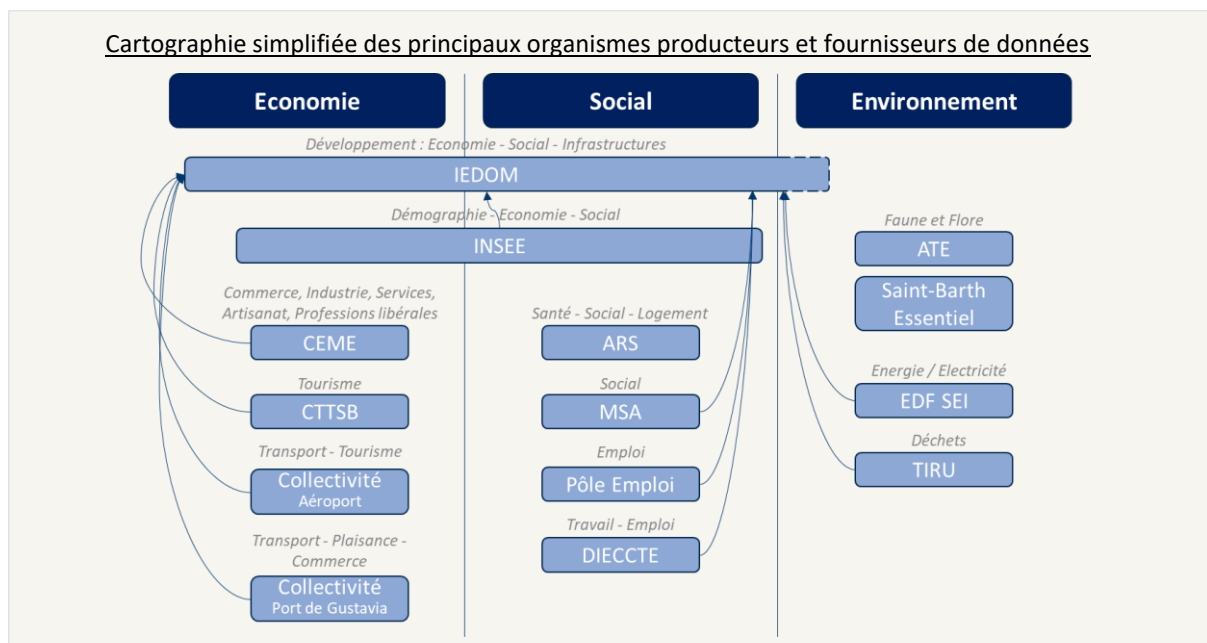 Cartographie simplifiée des principaux organismes producteurs et fournisseurs de données
Economie
Social
Environnement
Développement : Economie - Social - Infrastructures
IEDOM
Démographie - Economie - Social
INSEE
Commerce, Industrie, Services,
Artisanat, Professions libérales
CEME
Tourisme
CTTSB
Transport - Tourisme
Collectivité
Aéroport
Transport - Plaisance -
Commerce
Collectivité
Port de Gustavia
Santé - Social - Logement
ARS
Social
MSA
Emploi
Pôle Emploi
Travail - Emploi
DIECCTE
Faune et Flore
ATE
Saint-Barth
Essentiel
Energie / Electricité
EDF SEI
Déchets
TIRU